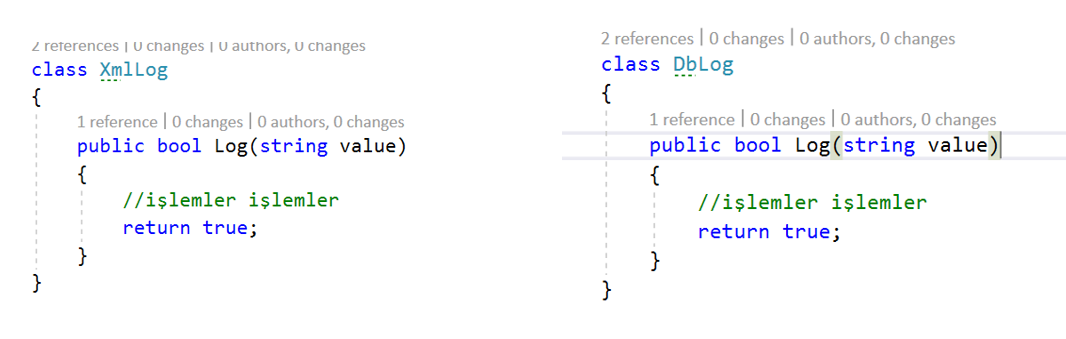 2 references | 0 changes | 0 authors, 0 changes
class XmlLog
{
1 reference | 0 changes | 0 authors, 0 changes
public bool Log(string value)
{
//işlemler işlemler
return true;
}
}
2 references | 0 changes | 0 authors, 0 changes
class DbLog
{
1 reference | 0 changes | 0 authors, 0 changes
public bool Log(string value)
{
//işlemler işlemler
return true;
}
}